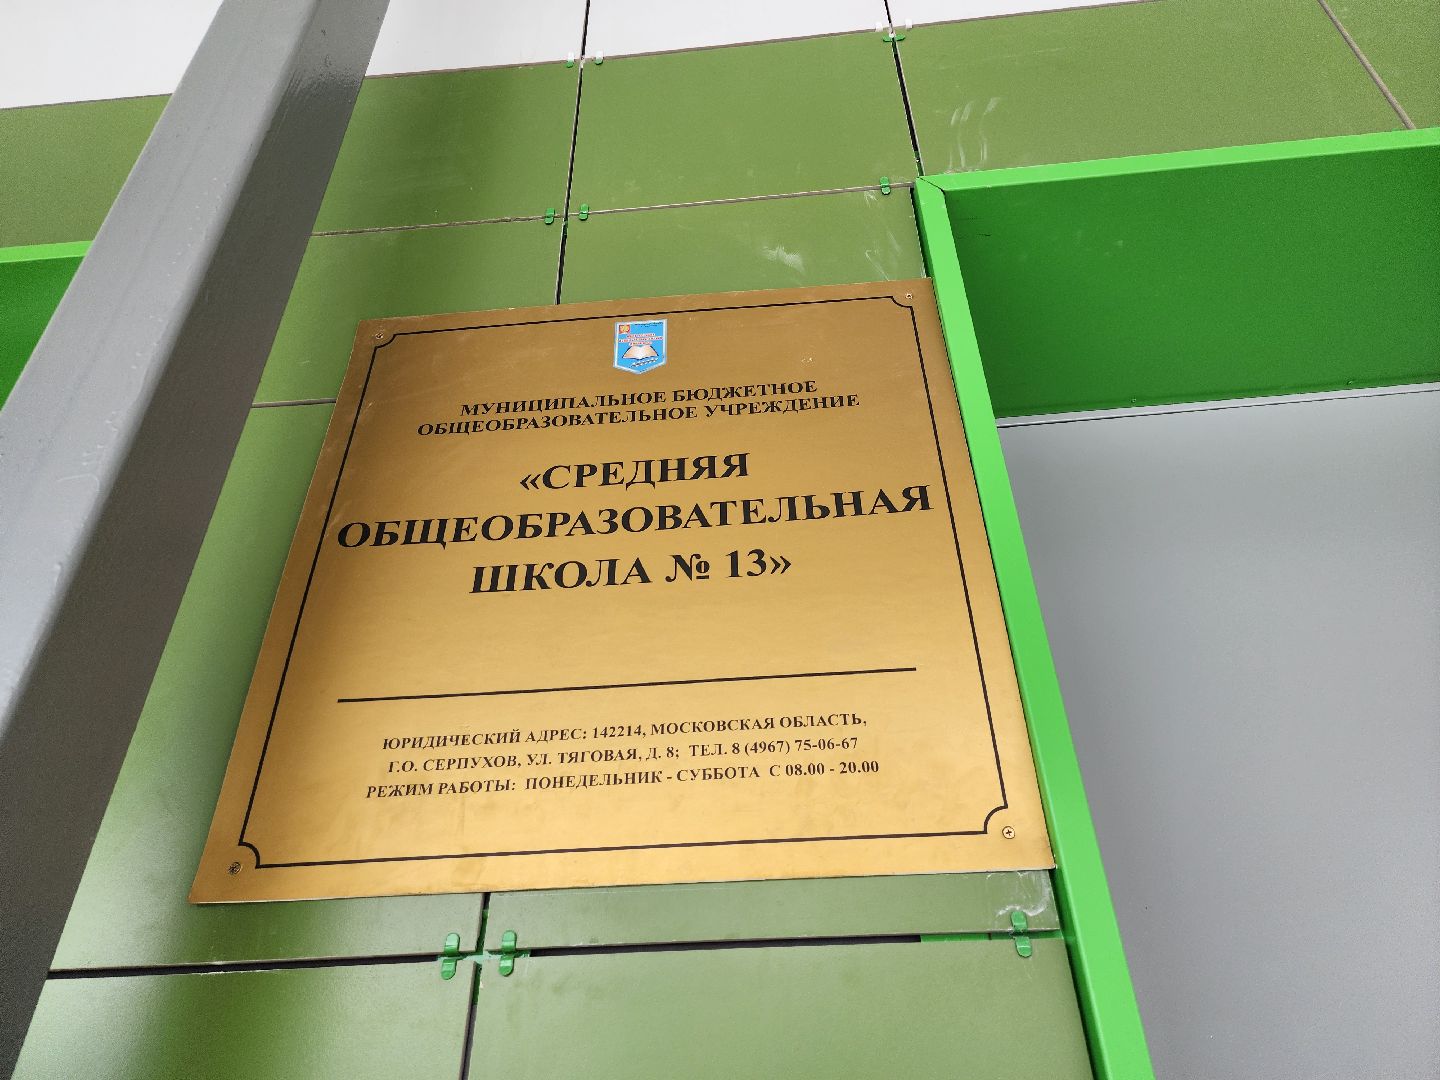 МУНИЦИПАЛЬНОЕ БЮДЖЕТНОЕ
ОБЩЕОБРАЗОВАТЕЛЬНОЕ УЧРЕЖДЕНИЕ
«СРЕДНЯЯ
ОБЩЕОБРАЗОВАТЕЛЬНАЯ
ШКОЛА № 13»
ЮРИДИЧЕСКИЙ АДРЕС: 142214, МОСКОВСКАЯ ОБЛАСТЬ,
Г.О. СЕРПУХОВ, УЛ. ТЯГОВАЯ, Д. 8; ТЕЛ. 8 (4967) 75-06-67
РЕЖИМ РАБОТЫ: ПОНЕДЕЛЬНИК - СУББОТА С 08.00 - 20.00